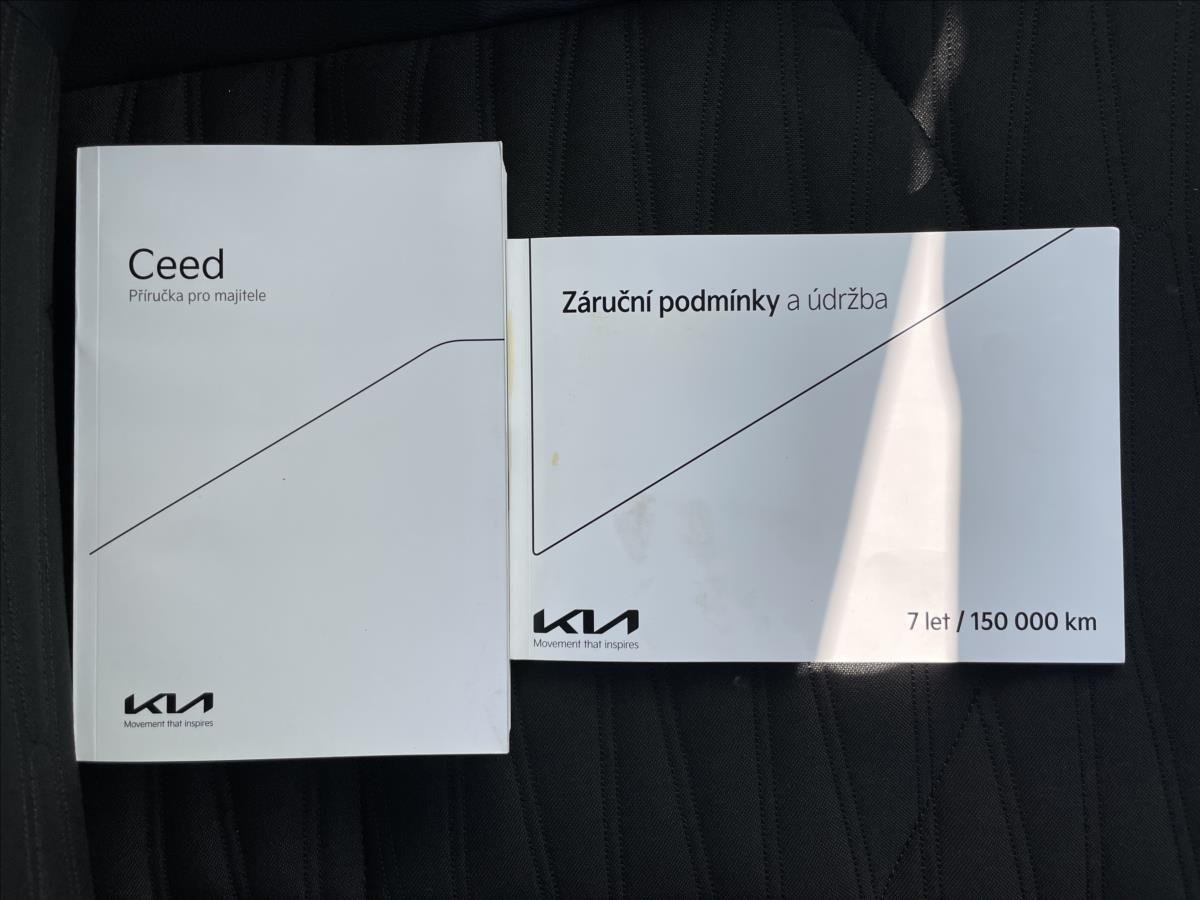 Ceed
Příručka pro majitele
KIA
Movement that inspires
Záruční podmínky a údržba
KIA
Movement that inspires
7 let / 150 000 km